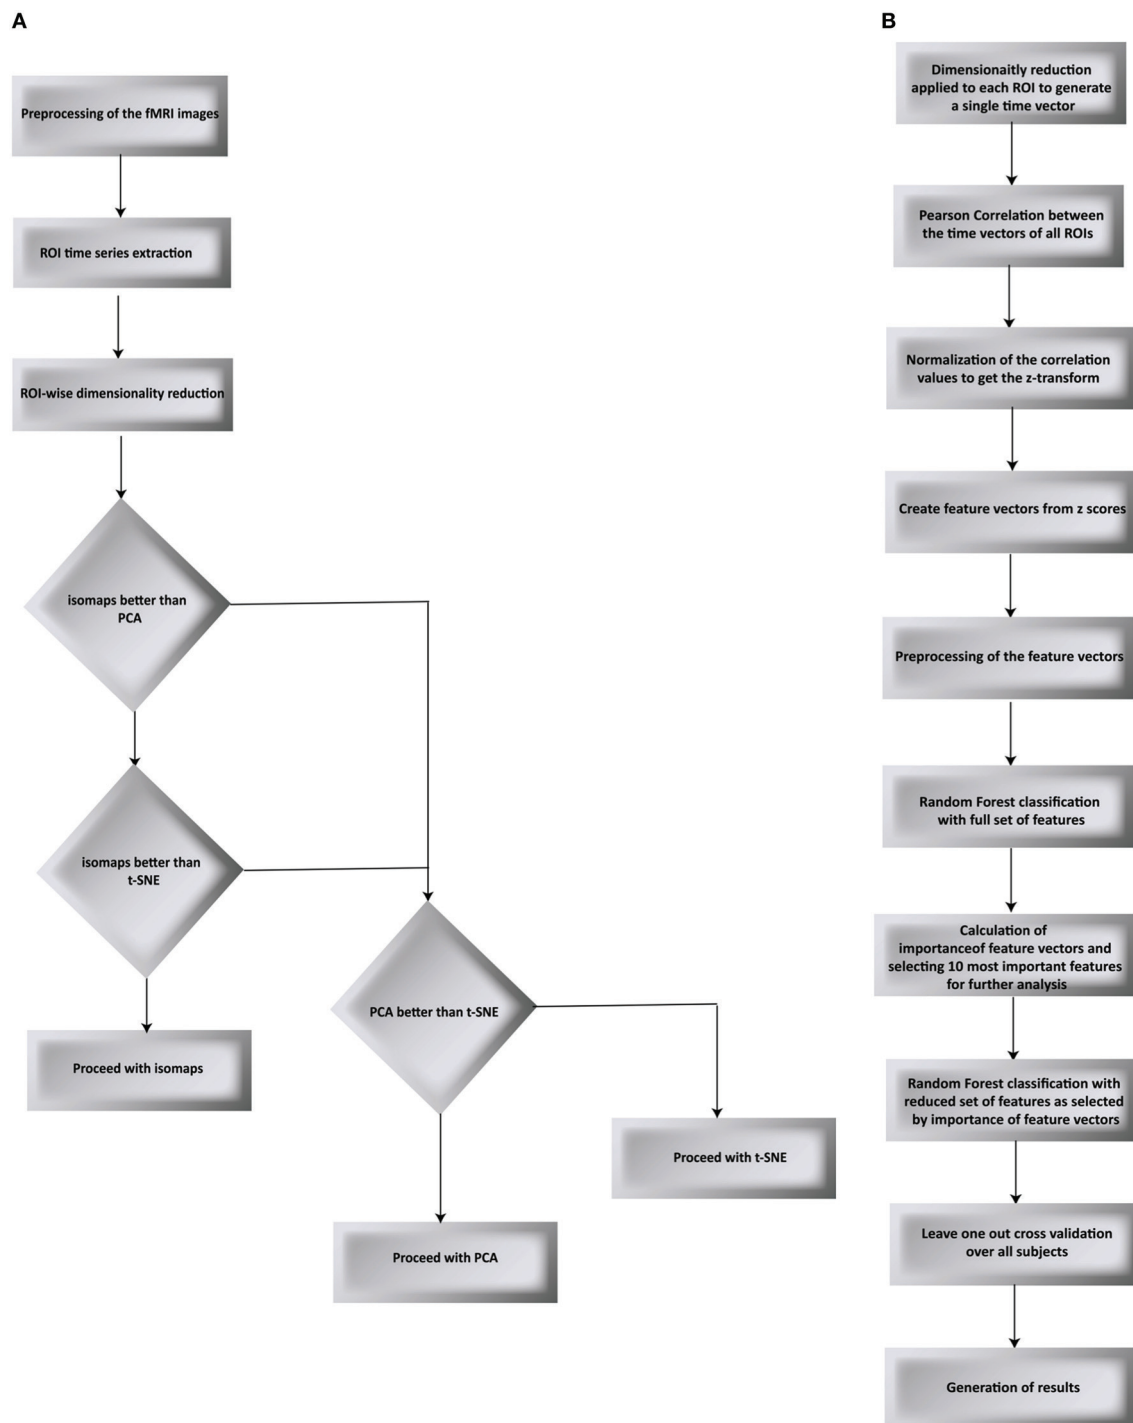 A
Preprocessing of the fMRI images
ROI time series extraction
ROI-wise dimensionality reduction
isomaps better than
PCA
isomaps better than
t-SNE
Proceed with isomaps
PCA better than t-SNE
Proceed with t-SNE
Proceed with PCA
B
Dimensionaitly reduction
applied to each ROI to generate
a single time vector
Pearson Correlation between
the time vectors of all ROIs
Normalization of the correlation
values to get the z-transform
Create feature vectors from z scores
Preprocessing of the feature vectors
Random Forest classification
with full set of features
Calculation of
importanceof feature vectors and
selecting 10 most important features
for further analysis
Random Forest classification with
reduced set of features as selected
by importance of feature vectors
Leave one out cross validation
over all subjects
Generation of results